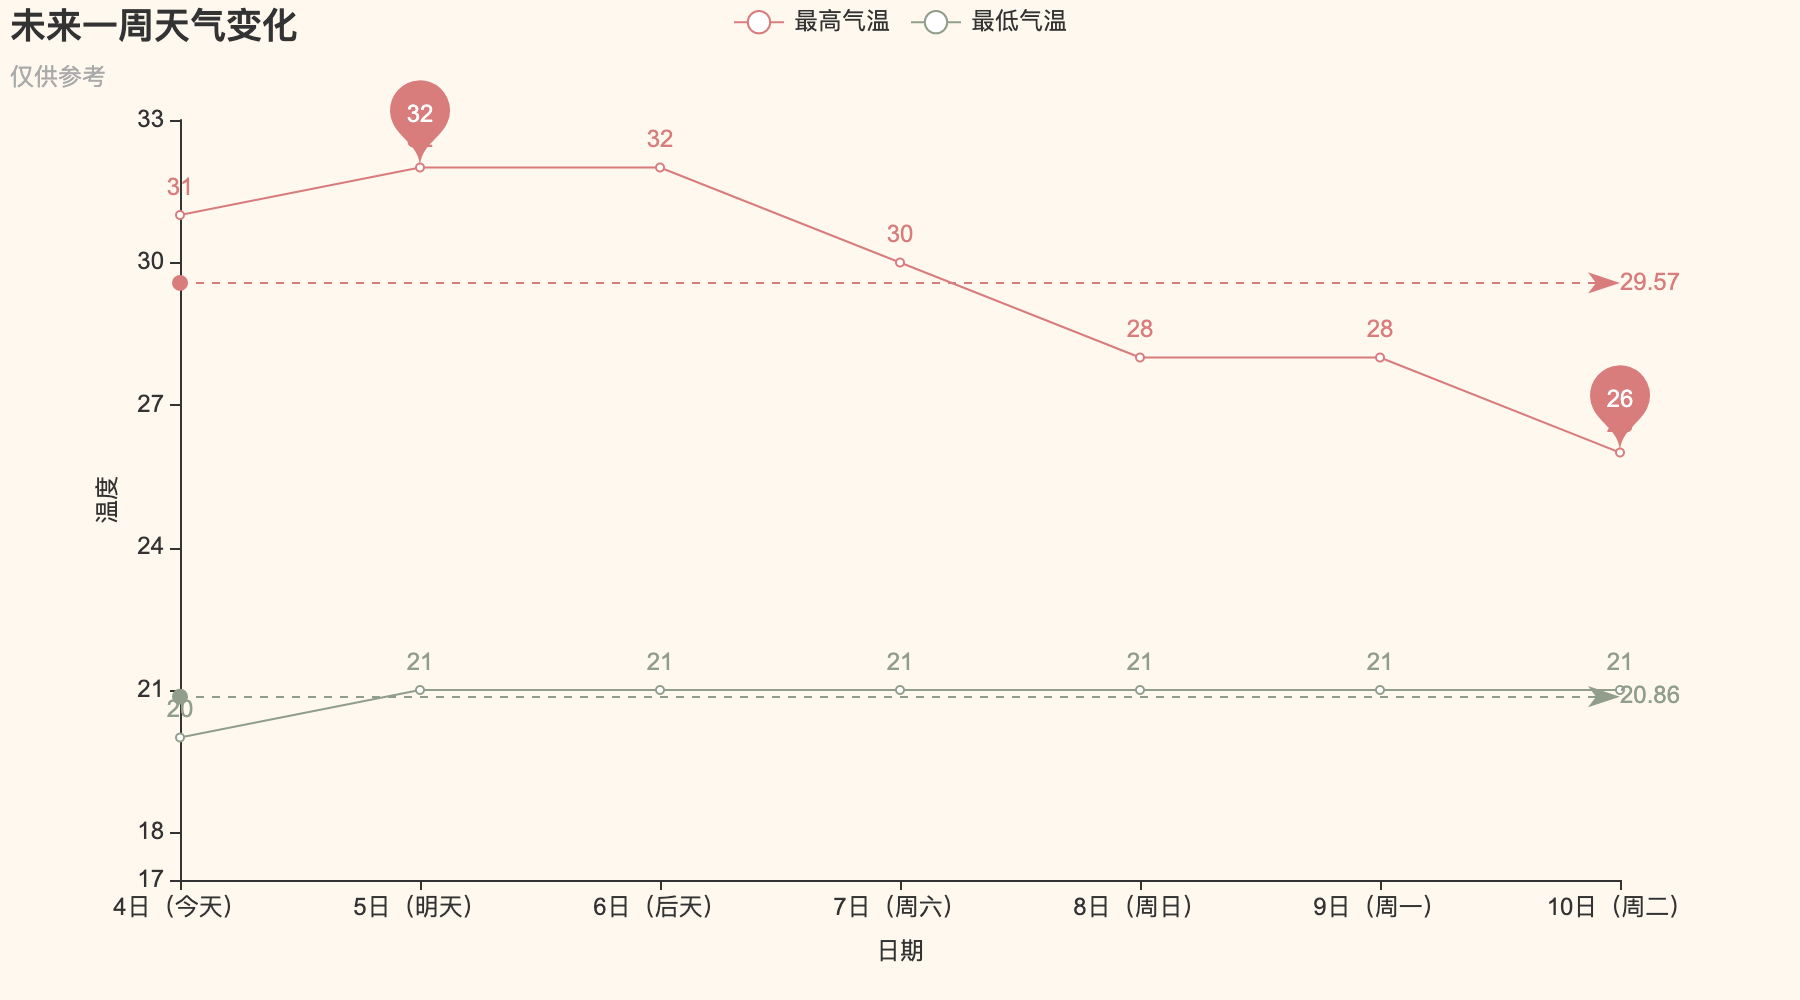 未来一周天气变化
仅供参考
最高气温
最低气温
温度
33
30
27
24
21
18
17
31
32
32
30
28
28
26
29.57
20
21
21
21
21
21
21
20.86
4日（今天）
5日（明天）
6日（后天）
7日（周六）
8日（周日）
9日（周一）
10日（周二）
日期